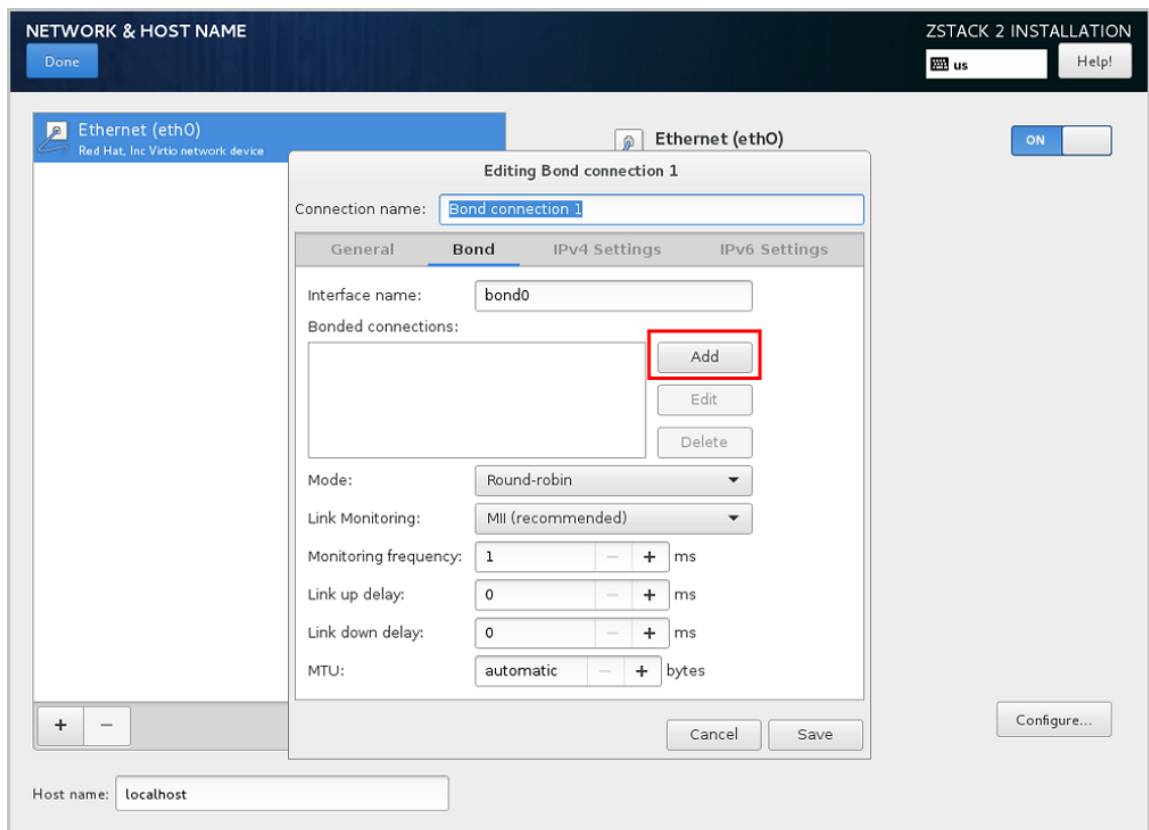 NETWORK & HOST NAME
ZSTACK 2 INSTALLATION
Done
us
Help!
Ethernet (eth0)
Red Hat, Inc Virtio network device
Ethernet (eth0)
ON
Editing Bond connection 1
Connection name: Bond connection 1
General Bond IPv4 Settings IPv6 Settings
Interface name: bond0
Bonded connections:
Add
Edit
Delete
Mode: Round-robin
Link Monitoring: MII (recommended)
Monitoring frequency: 1 − + ms
Link up delay: 0 − + ms
Link down delay: 0 − + ms
MTU: automatic − + bytes
+ − Configure...
Cancel Save
Host name: localhost